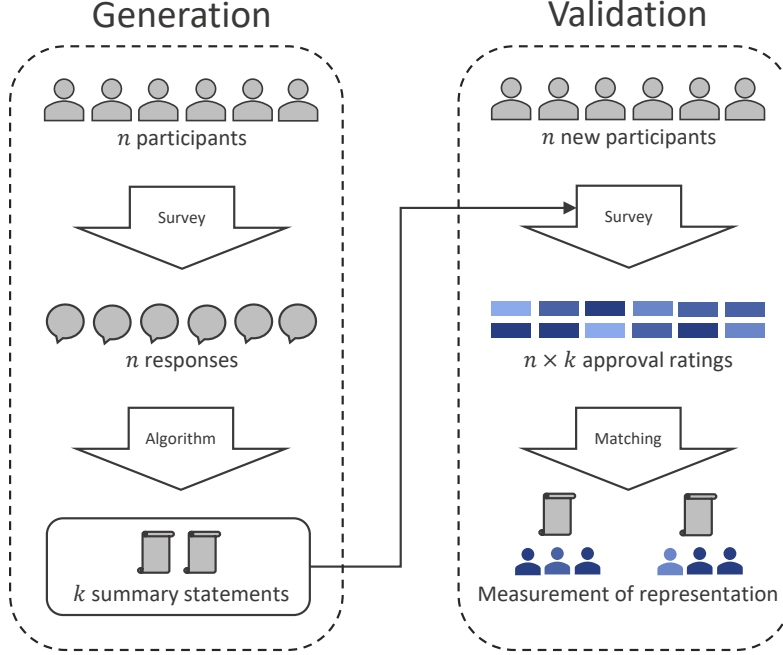 Generation
n participants
Survey
n responses
Algorithm
k summary statements
Validation
n new participants
Survey
n × k approval ratings
Matching
Measurement of representation